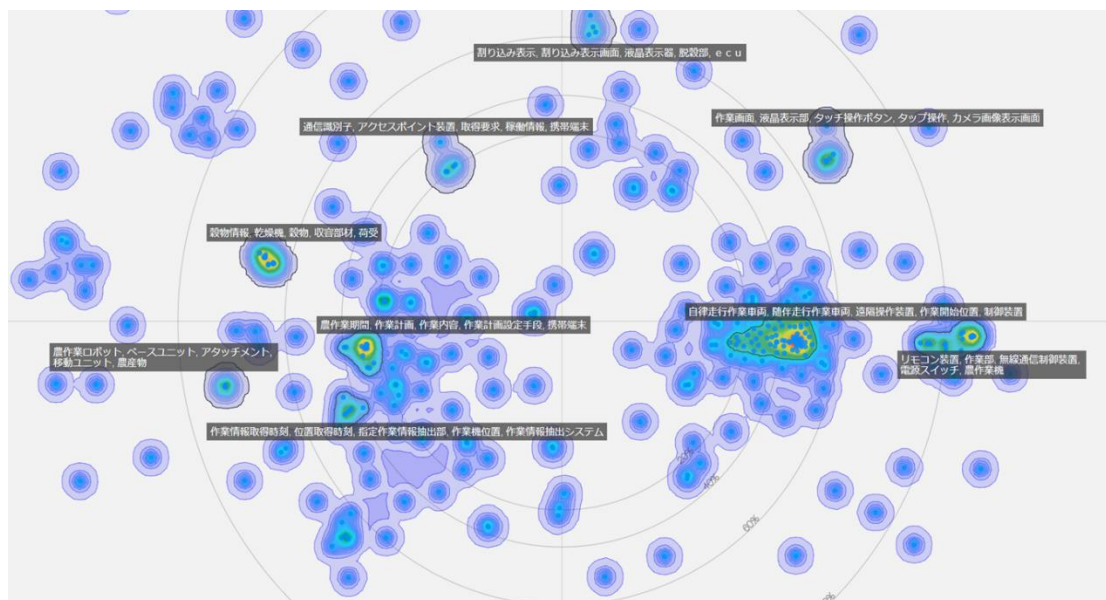 割り込み表示, 割り込み表示画面, 液晶表示器, 脱穀部, ｅｃｕ
作業画面, 液晶表示部, タッチ操作ボタン, タップ操作, カメラ画像表示画面
通信識別子, アクセスポイント装置, 取得要求, 稼働情報, 携帯端末
穀物情報, 乾燥機, 穀物, 収容部材, 荷受
自律走行作業車両, 随伴走行作業車両, 遠隔操作装置, 作業開始位置, 制御装置
農作業期間, 作業計画, 作業内容, 作業計画設定手段, 携帯端末
農作業ロボット, ベースユニット, アタッチメント,
移動ユニット, 農産物
リモコン装置, 作業部, 無線通信制御装置,
電源スイッチ, 農作業機
作業情報取得時刻, 位置取得時刻, 指定作業情報抽出部, 作業機位置, 作業情報抽出システム
20%
40%
60%